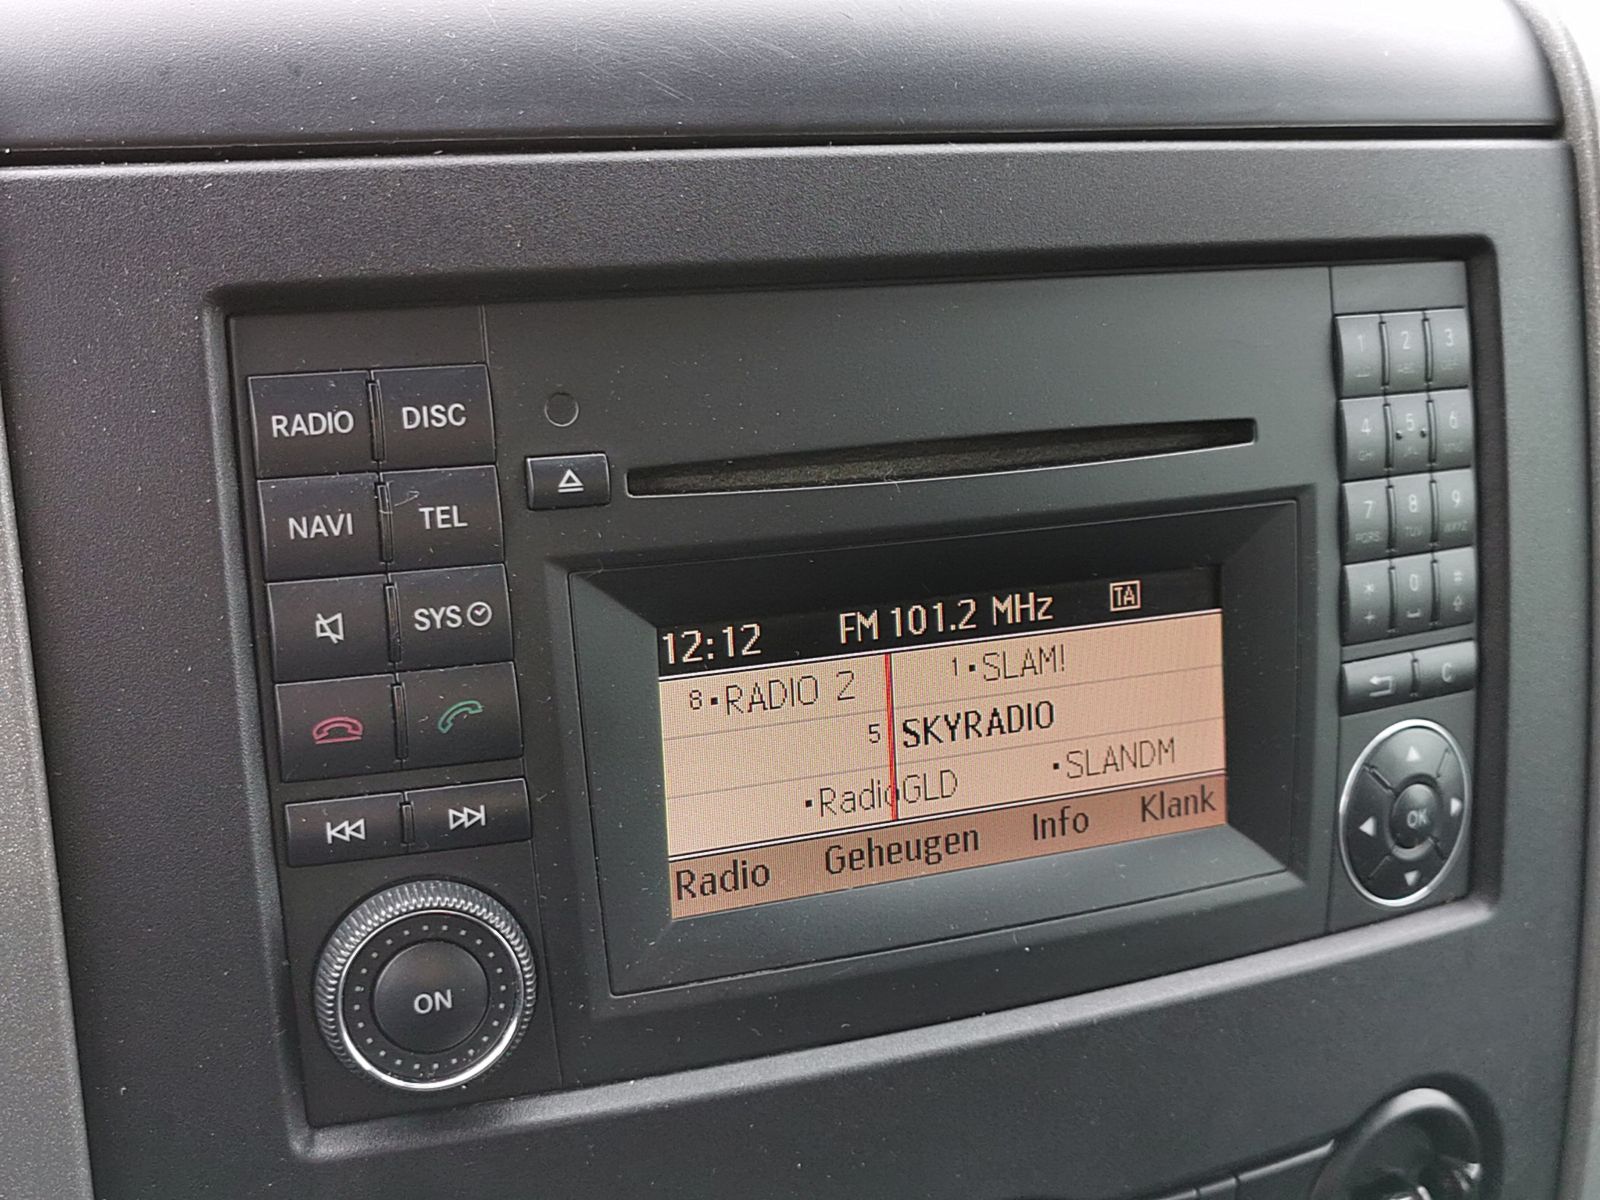 RADIO DISC
NAVI TEL
SYS
ON
12:12 FM 101.2 MHz TA
8 RADIO 2 1 SLAM!
5 SKYRADIO
RadioGLD SLANDM
Radio Geheugen Info Klank
1 2 3
4 5 6
7 8 9
PQRS
* 0 #
+
C
OK